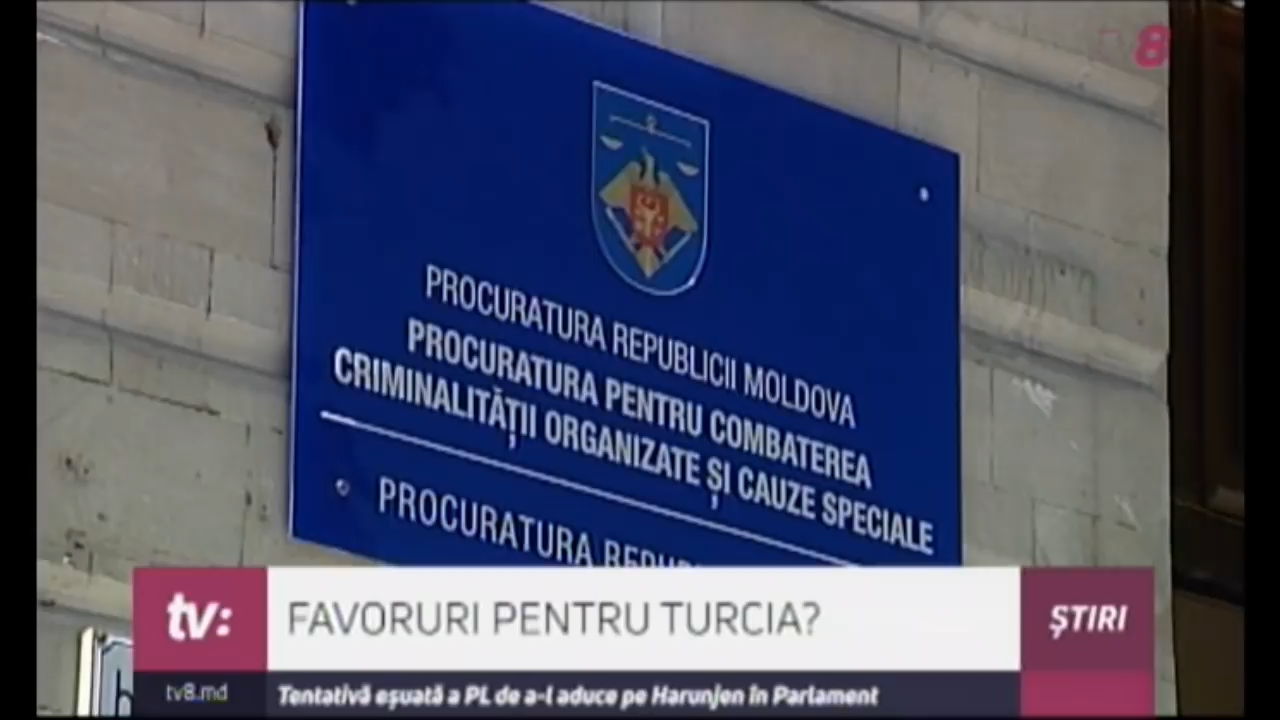 tv8
PROCURATURA REPUBLICII MOLDOVA
PROCURATURA PENTRU COMBATEREA
CRIMINALITĂȚII ORGANIZATE ȘI CAUZE SPECIALE
PROCURATURA
tv:
FAVORURI PENTRU TURCIA?
ȘTIRI
tv8.md
Tentativă eșuată a PL de a-l aduce pe Harunjen în Parlament